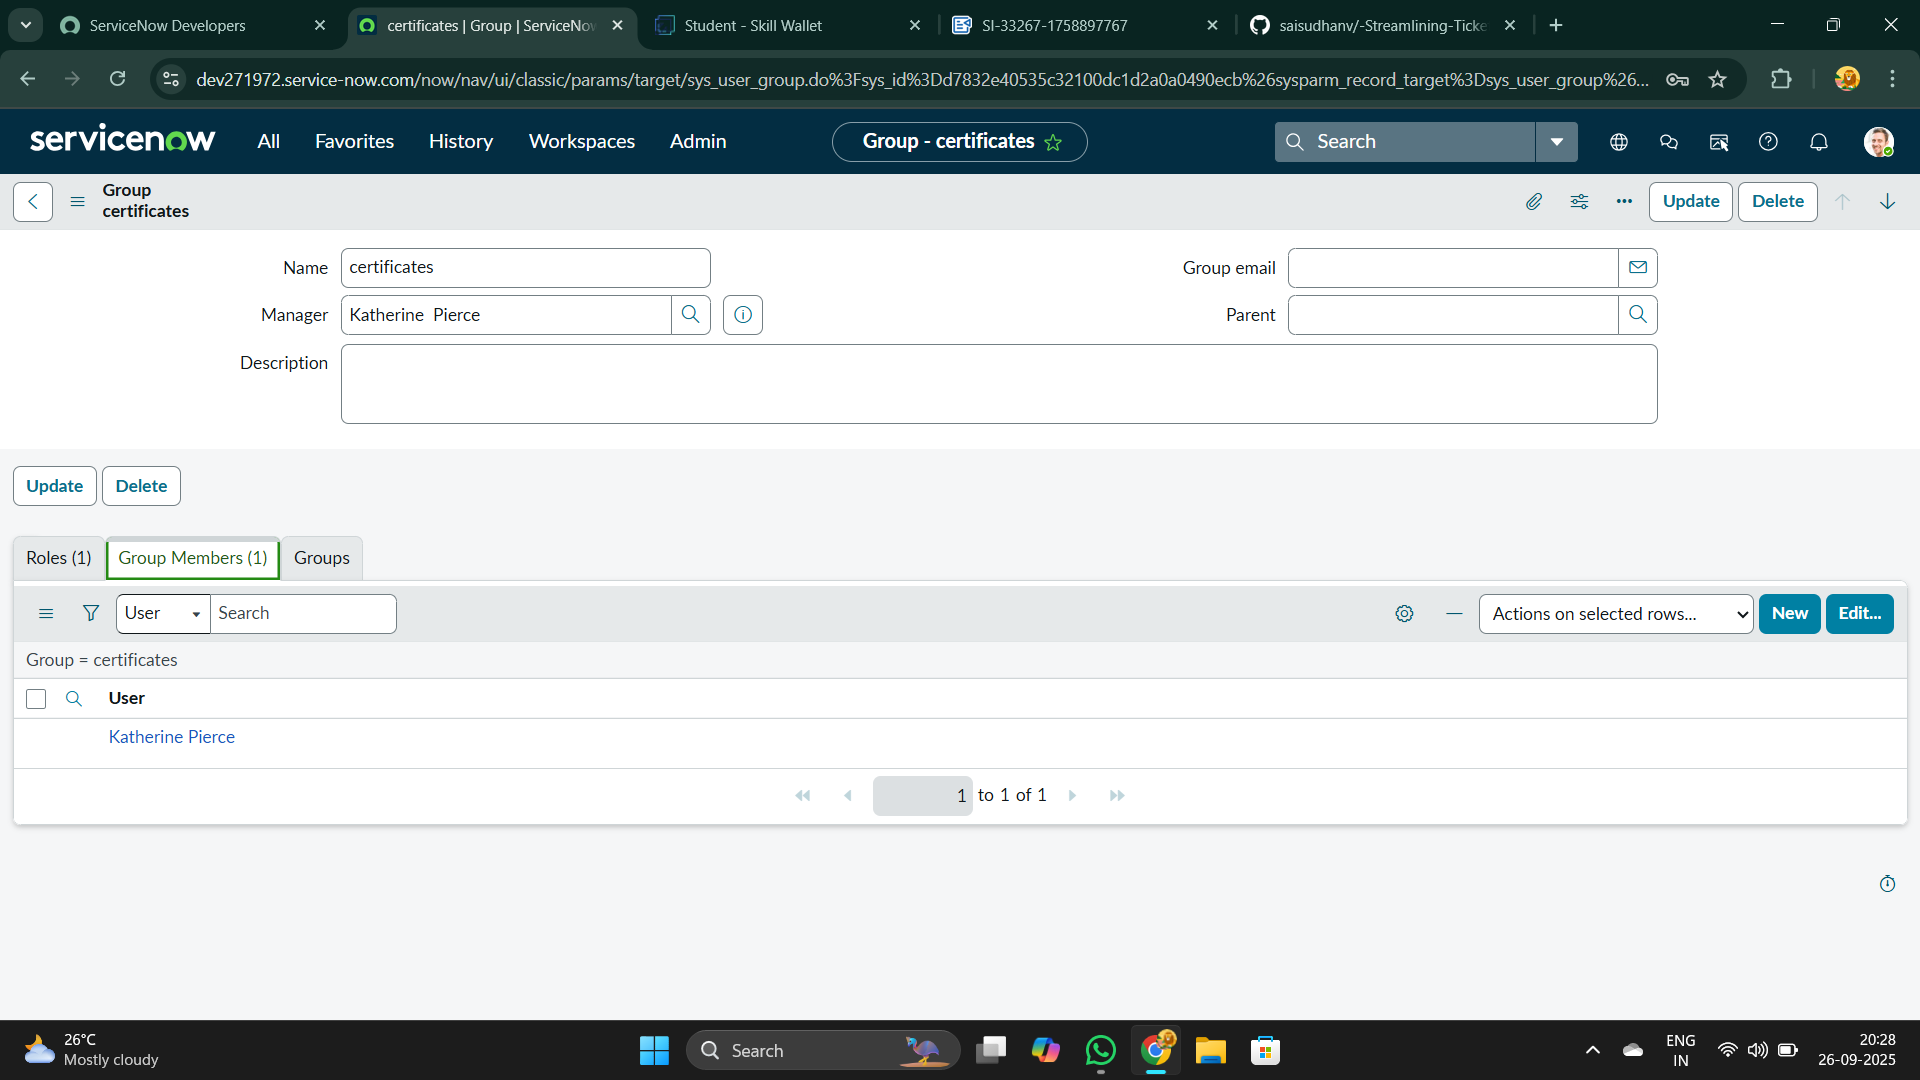 ServiceNow Developers
certificates | Group | ServiceNow
Student - Skill Wallet
SI-33267-1758897767
saisudhanv/-Streamlining-Ticke
dev271972.service-now.com/now/nav/ui/classic/params/target/sys_user_group.do%3Fsys_id%3Dd7832e40535c32100dc1d2a0a0490ecb%26sysparm_record_target%3Dsys_user_group%26...
servicenow
All
Favorites
History
Workspaces
Admin
Group - certificates
Search
Group
certificates
Update
Delete
Name
certificates
Group email
Manager
Katherine  Pierce
Parent
Description
Update
Delete
Roles (1)
Group Members (1)
Groups
User
Search
Actions on selected rows...
New
Edit...
Group = certificates
User
Katherine Pierce
1 to 1 of 1
26°C
Mostly cloudy
Search
ENG
IN
20:28
26-09-2025